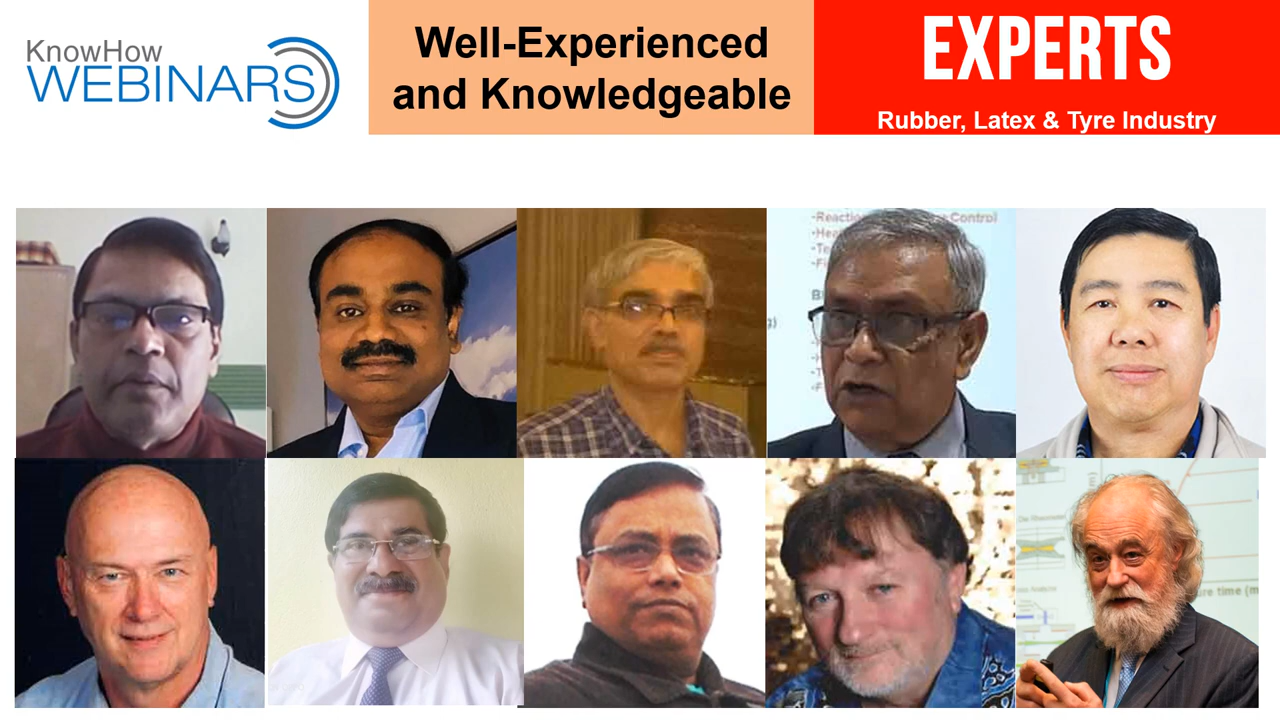 KnowHow
WEBINARS
Well-Experienced
and Knowledgeable
EXPERTS
Rubber, Latex & Tyre Industry